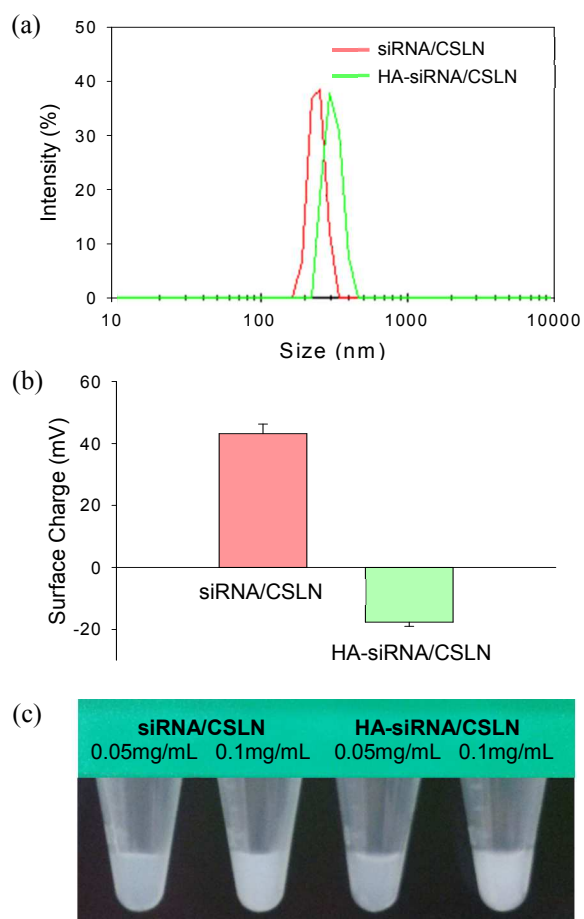 (a)
50
40
30
20
10
0
Intensity (%)
siRNA/CSLN
HA-siRNA/CSLN
10 100 1000 10000
Size (nm)
(b)
60
40
20
0
-20
Surface Charge (mV)
siRNA/CSLN
HA-siRNA/CSLN
(c)
siRNA/CSLN HA-siRNA/CSLN
0.05mg/mL 0.1mg/mL 0.05mg/mL 0.1mg/mL